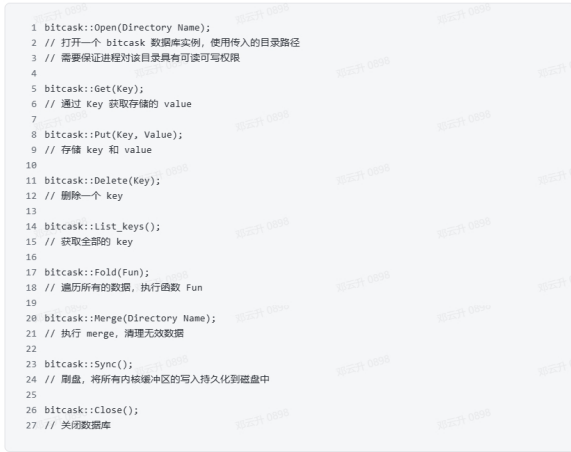 1 bitcask::Open(Directory Name);
2 // 打开一个 bitcask 数据库实例，使用传入的目录路径
3 // 需要保证进程对该目录具有可读可写权限
4
5 bitcask::Get(Key);
6 // 通过 Key 获取存储的 value
7
8 bitcask::Put(Key, Value);
9 // 存储 key 和 value
10
11 bitcask::Delete(Key);
12 // 删除一个 key
13
14 bitcask::List_keys();
15 // 获取全部的 key
16
17 bitcask::Fold(Fun);
18 // 遍历所有的数据，执行函数 Fun
19
20 bitcask::Merge(Directory Name);
21 // 执行 merge，清理无效数据
22
23 bitcask::Sync();
24 // 刷盘，将所有内核缓冲区的写入持久化到磁盘中
25
26 bitcask::Close();
27 // 关闭数据库